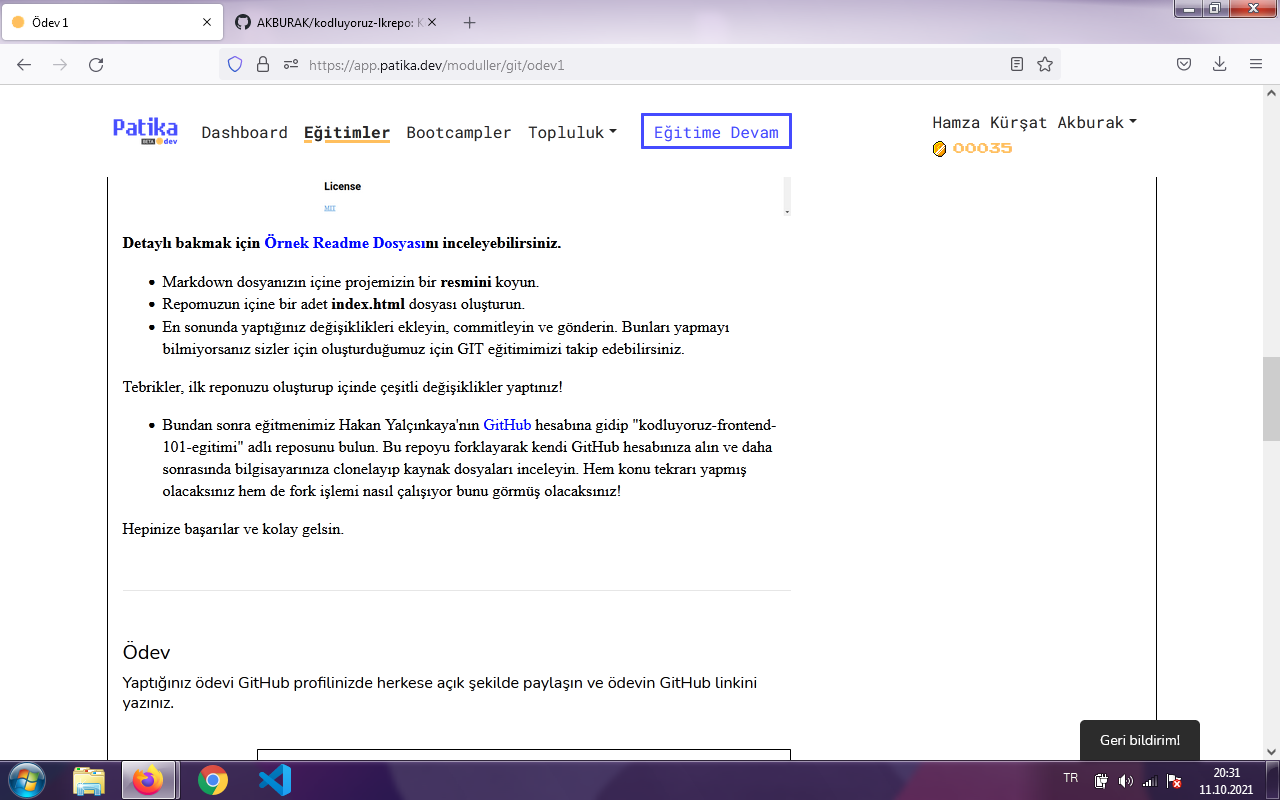 Ödev 1
AKBURAK/kodluyoruz-Ikrepo: K
https://app.patika.dev/moduller/git/odev1
Patika
BETA dev
Dashboard Eğitimler Bootcampler Topluluk Eğitime Devam
Hamza Kürşat Akburak
00035
License
MIT
Detaylı bakmak için Örnek Readme Dosyasını inceleyebilirsiniz.
Markdown dosyanızın içine projemizin bir resmini koyun.
Repomuzun içine bir adet index.html dosyası oluşturun.
En sonunda yaptığınız değişiklikleri ekleyin, commitleyin ve gönderin. Bunları yapmayı
bilmiyorsanız sizler için oluşturduğumuz için GIT eğitimimizi takip edebilirsiniz.
Tebrikler, ilk reponuzu oluşturup içinde çeşitli değişiklikler yaptınız!
Bundan sonra eğitmenimiz Hakan Yalçınkaya'nın GitHub hesabına gidip "kodluyoruz-frontend-
101-egitimi" adlı reposunu bulun. Bu repoyu forklayarak kendi GitHub hesabınıza alın ve daha
sonrasında bilgisayarınıza clonelayıp kaynak dosyaları inceleyin. Hem konu tekrarı yapmış
olacaksınız hem de fork işlemi nasıl çalışıyor bunu görmüş olacaksınız!
Hepinize başarılar ve kolay gelsin.
Ödev
Yaptığınız ödevi GitHub profilinizde herkese açık şekilde paylaşın ve ödevin GitHub linkini
yazınız.
Geri bildirim!
TR
20:31
11.10.2021